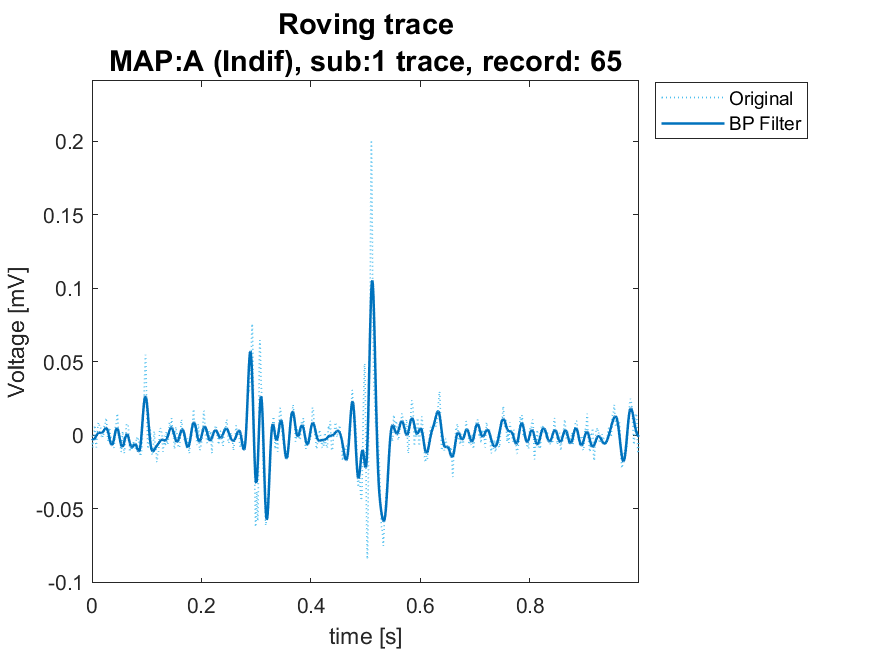 Roving trace
MAP:A (Indif), sub:1 trace, record: 65
Original
BP Filter
0.2
0.15
0.1
0.05
0
-0.05
-0.1
Voltage [mV]
0
0.2
0.4
0.6
0.8
time [s]